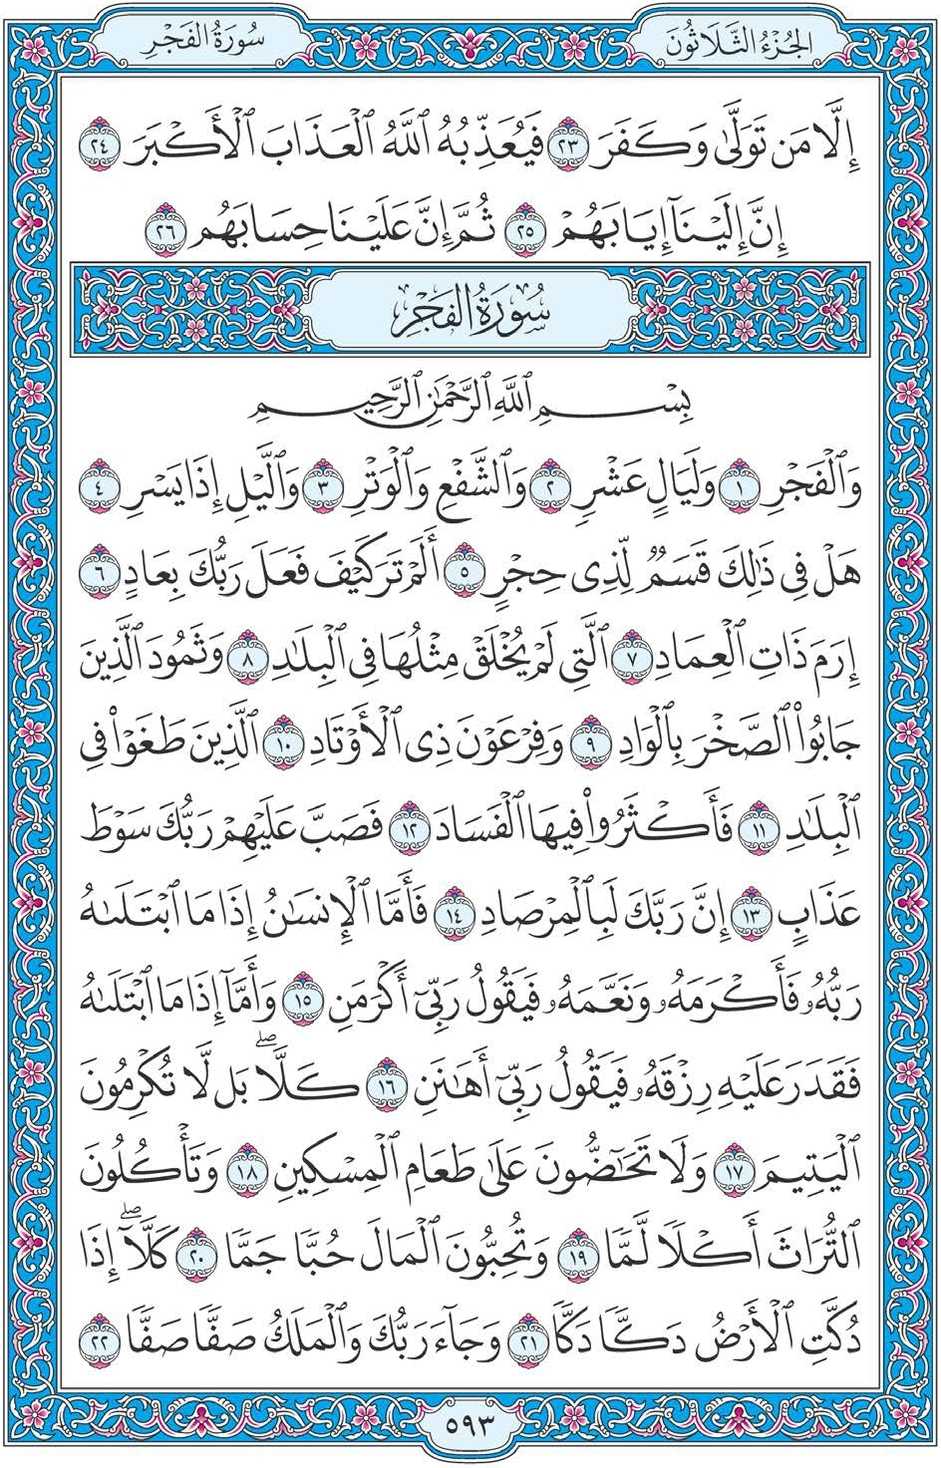 الجُزْءُ الثَّلَاثُونَ
سُورَةُ الفَجْرِ
إِلَّا مَن تَوَلَّىٰ وَكَفَرَ ٢٣ فَيُعَذِّبُهُ ٱللَّهُ ٱلْعَذَابَ ٱلْأَكْبَرَ ٢٤
إِنَّ إِلَيْنَآ إِيَابَهُمْ ٢٥ ثُمَّ إِنَّ عَلَيْنَا حِسَابَهُم ٢٦
سُورَةُ الفَجْرِ
بِسْمِ ٱللَّهِ ٱلرَّحْمَٰنِ ٱلرَّحِيمِ
وَٱلْفَجْرِ ١ وَلَيَالٍ عَشْرٍ ٢ وَٱلشَّفْعِ وَٱلْوَتْرِ ٣ وَٱلَّيْلِ إِذَا يَسْرِ ٤
هَلْ فِى ذَٰلِكَ قَسَمٌ لِّذِى حِجْرٍ ٥ أَلَمْ تَرَ كَيْفَ فَعَلَ رَبُّكَ بِعَادٍ ٦
إِرَمَ ذَاتِ ٱلْعِمَادِ ٧ ٱلَّتِى لَمْ يُخْلَقْ مِثْلُهَا فِى ٱلْبِلَٰدِ ٨ وَثَمُودَ ٱلَّذِينَ
جَابُوا۟ ٱلصَّخْرَ بِٱلْوَادِ ٩ وَفِرْعَوْنَ ذِى ٱلْأَوْتَادِ ١٠ ٱلَّذِينَ طَغَوْا۟ فِى
ٱلْبِلَٰدِ ١١ فَأَكْثَرُوا۟ فِيهَا ٱلْفَسَادَ ١٢ فَصَبَّ عَلَيْهِمْ رَبُّكَ سَوْطَ
عَذَابٍ ١٣ إِنَّ رَبَّكَ لَبِٱلْمِرْصَادِ ١٤ فَأَمَّا ٱلْإِنسَٰنُ إِذَا مَا ٱبْتَلَىٰهُ
رَبُّهُۥ فَأَكْرَمَهُۥ وَنَعَّمَهُۥ فَيَقُولُ رَبِّىٓ أَكْرَمَنِ ١٥ وَأَمَّآ إِذَا مَا ٱبْتَلَىٰهُ
فَقَدَرَ عَلَيْهِ رِزْقَهُۥ فَيَقُولُ رَبِّىٓ أَهَٰنَنِ ١٦ كَلَّا ۖ بَل لَّا تُكْرِمُونَ
ٱلْيَتِيمَ ١٧ وَلَا تَحَٰٓضُّونَ عَلَىٰ طَعَامِ ٱلْمِسْكِينِ ١٨ وَتَأْكُلُونَ
ٱلتُّرَاثَ أَكْلًا لَّمًّا ١٩ وَتُحِبُّونَ ٱلْمَالَ حُبًّا جَمًّا ٢٠ كَلَّآ ۖ إِذَا
دُكَّتِ ٱلْأَرْضُ دَكًّا دَكًّا ٢١ وَجَآءَ رَبُّكَ وَٱلْمَلَكُ صَفًّا صَفًّا ٢٢
٥٩٣